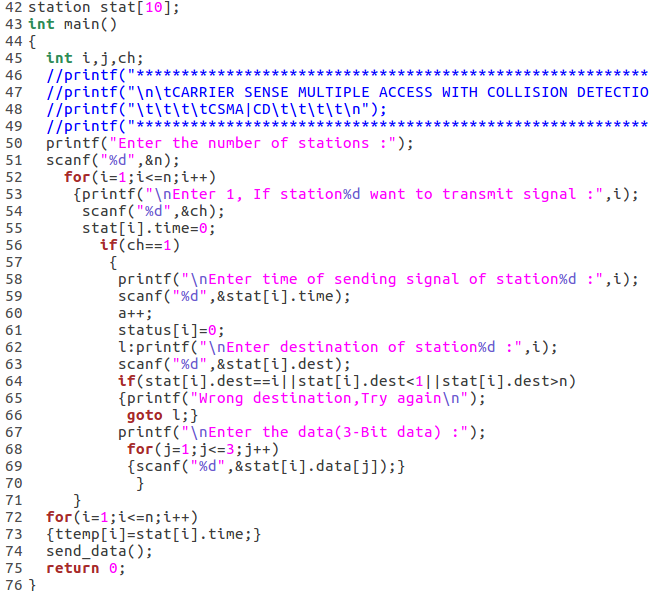 42 station stat[10];
43 int main()
44 {
45   int i,j,ch;
46   //printf("*********************************************************
47   //printf("\n\tCARRIER SENSE MULTIPLE ACCESS WITH COLLISION DETECTIO
48   //printf("\t\t\t\tCSMA|CD\t\t\t\t\n");
49   //printf("*********************************************************
50   printf("Enter the number of stations :");
51   scanf("%d",&n);
52     for(i=1;i<=n;i++)
53      {printf("\nEnter 1, If station%d want to transmit signal :",i);
54       scanf("%d",&ch);
55       stat[i].time=0;
56         if(ch==1)
57          {
58           printf("\nEnter time of sending signal of station%d :",i);
59           scanf("%d",&stat[i].time);
60           a++;
61           status[i]=0;
62           l:printf("\nEnter destination of station%d :",i);
63           scanf("%d",&stat[i].dest);
64           if(stat[i].dest==i||stat[i].dest<1||stat[i].dest>n)
65           {printf("Wrong destination,Try again\n");
66            goto l;}
67           printf("\nEnter the data(3-Bit data) :");
68            for(j=1;j<=3;j++)
69            {scanf("%d",&stat[i].data[j]);}
70             }
71      }
72   for(i=1;i<=n;i++)
73   {ttemp[i]=stat[i].time;}
74   send_data();
75   return 0;
76 }